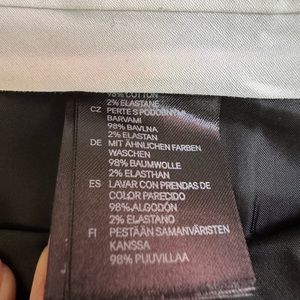 2% ELASTANE
CZ PERTE S PODOBNÝMI
BARVAMI
98% BAVLNA
2% ELASTAN
DE MIT ÄHNLICHEN FARBEN
WASCHEN
98% BAUMWOLLE
2% ELASTHAN
ES LAVAR CON PRENDAS DE
COLOR PARECIDO
98% ALGODÓN
2% ELASTANO
FI PESTÄÄN SAMANVÄRISTEN
KANSSA
98% PUUVILLAA